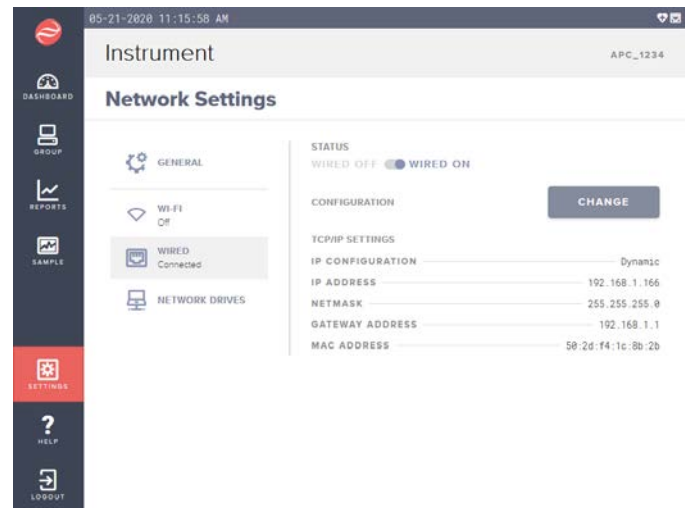 05-21-2020 11:15:58 AM
Instrument
APC_1234
DASHBOARD
Network Settings
GROUP
REPORTS
SAMPLE
SETTINGS
HELP
LOGOUT
GENERAL
WI-FI
Off
WIRED
Connected
NETWORK DRIVES
STATUS
WIRED OFF WIRED ON
CONFIGURATION CHANGE
TCP/IP SETTINGS
IP CONFIGURATION Dynamic
IP ADDRESS 192.168.1.166
NETMASK 255.255.255.0
GATEWAY ADDRESS 192.168.1.1
MAC ADDRESS 50:2d:f4:1c:8b:2b